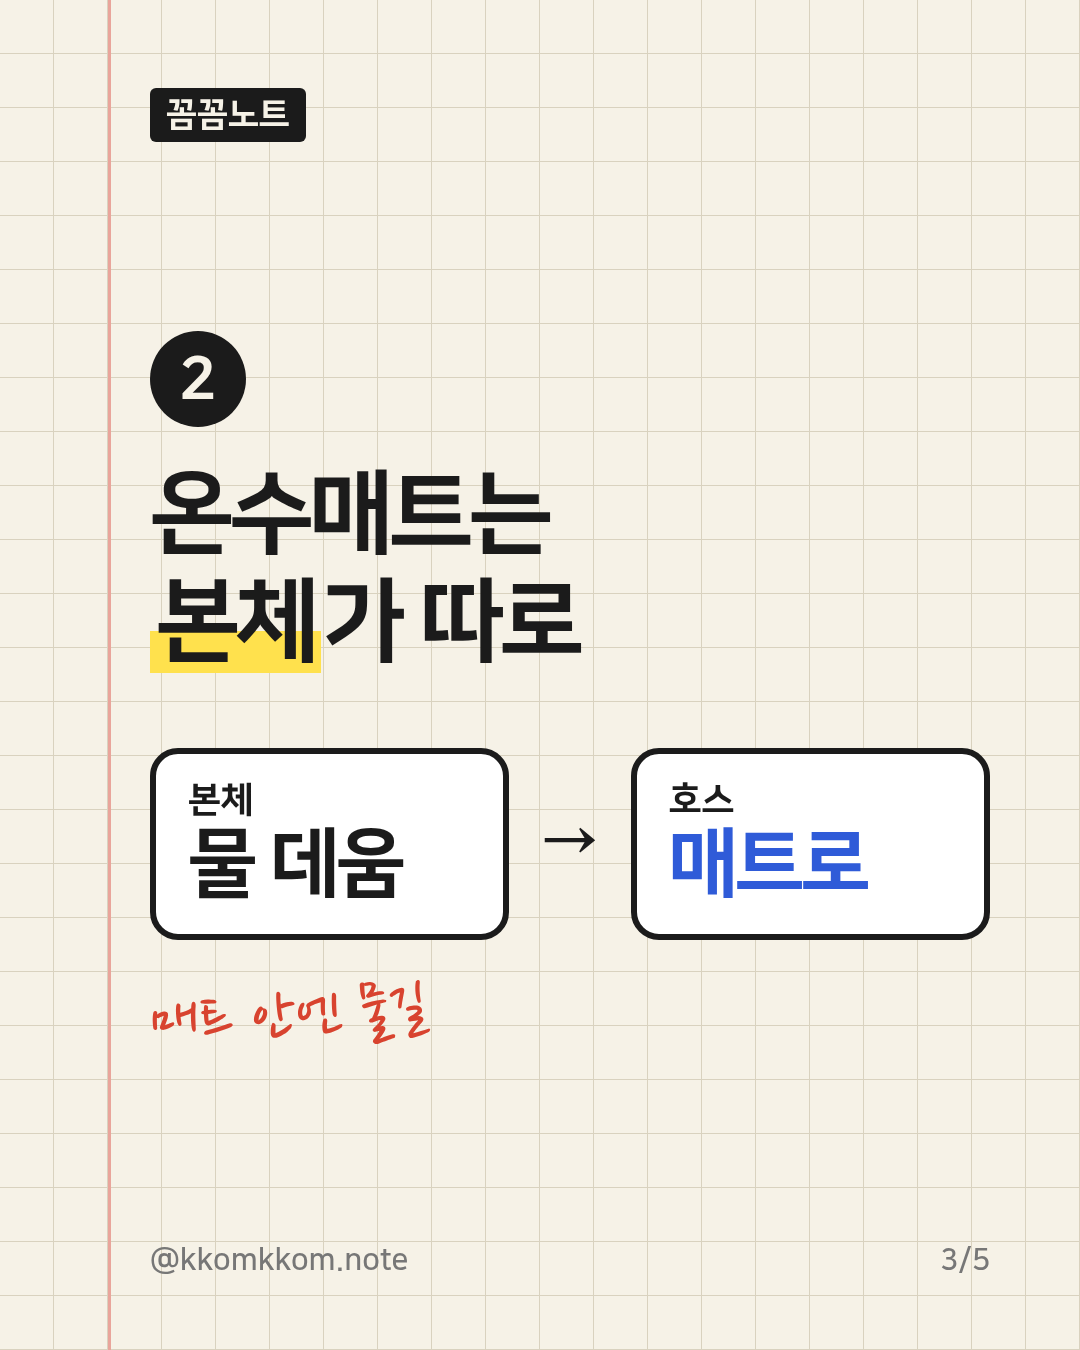 꼼꼼노트
2
온수매트는
본체가 따로
본체
물 데움
→
호스
매트로
매트 안엔 물길
@kkomkkom.note
3/5